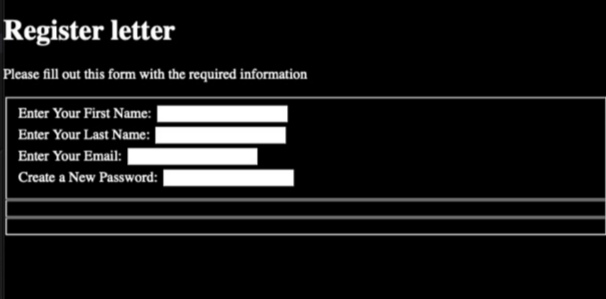 Register letter
Please fill out this form with the required information
Enter Your First Name:
Enter Your Last Name:
Enter Your Email:
Create a New Password: